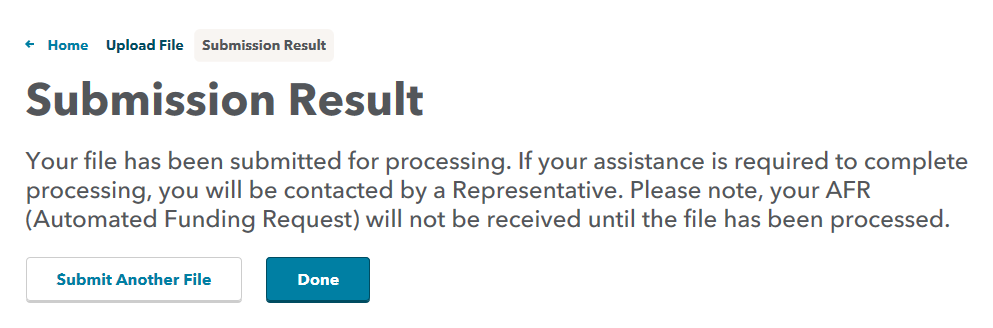 ← Home Upload File Submission Result
Submission Result
Your file has been submitted for processing. If your assistance is required to complete
processing, you will be contacted by a Representative. Please note, your AFR
(Automated Funding Request) will not be received until the file has been processed.
Submit Another File Done